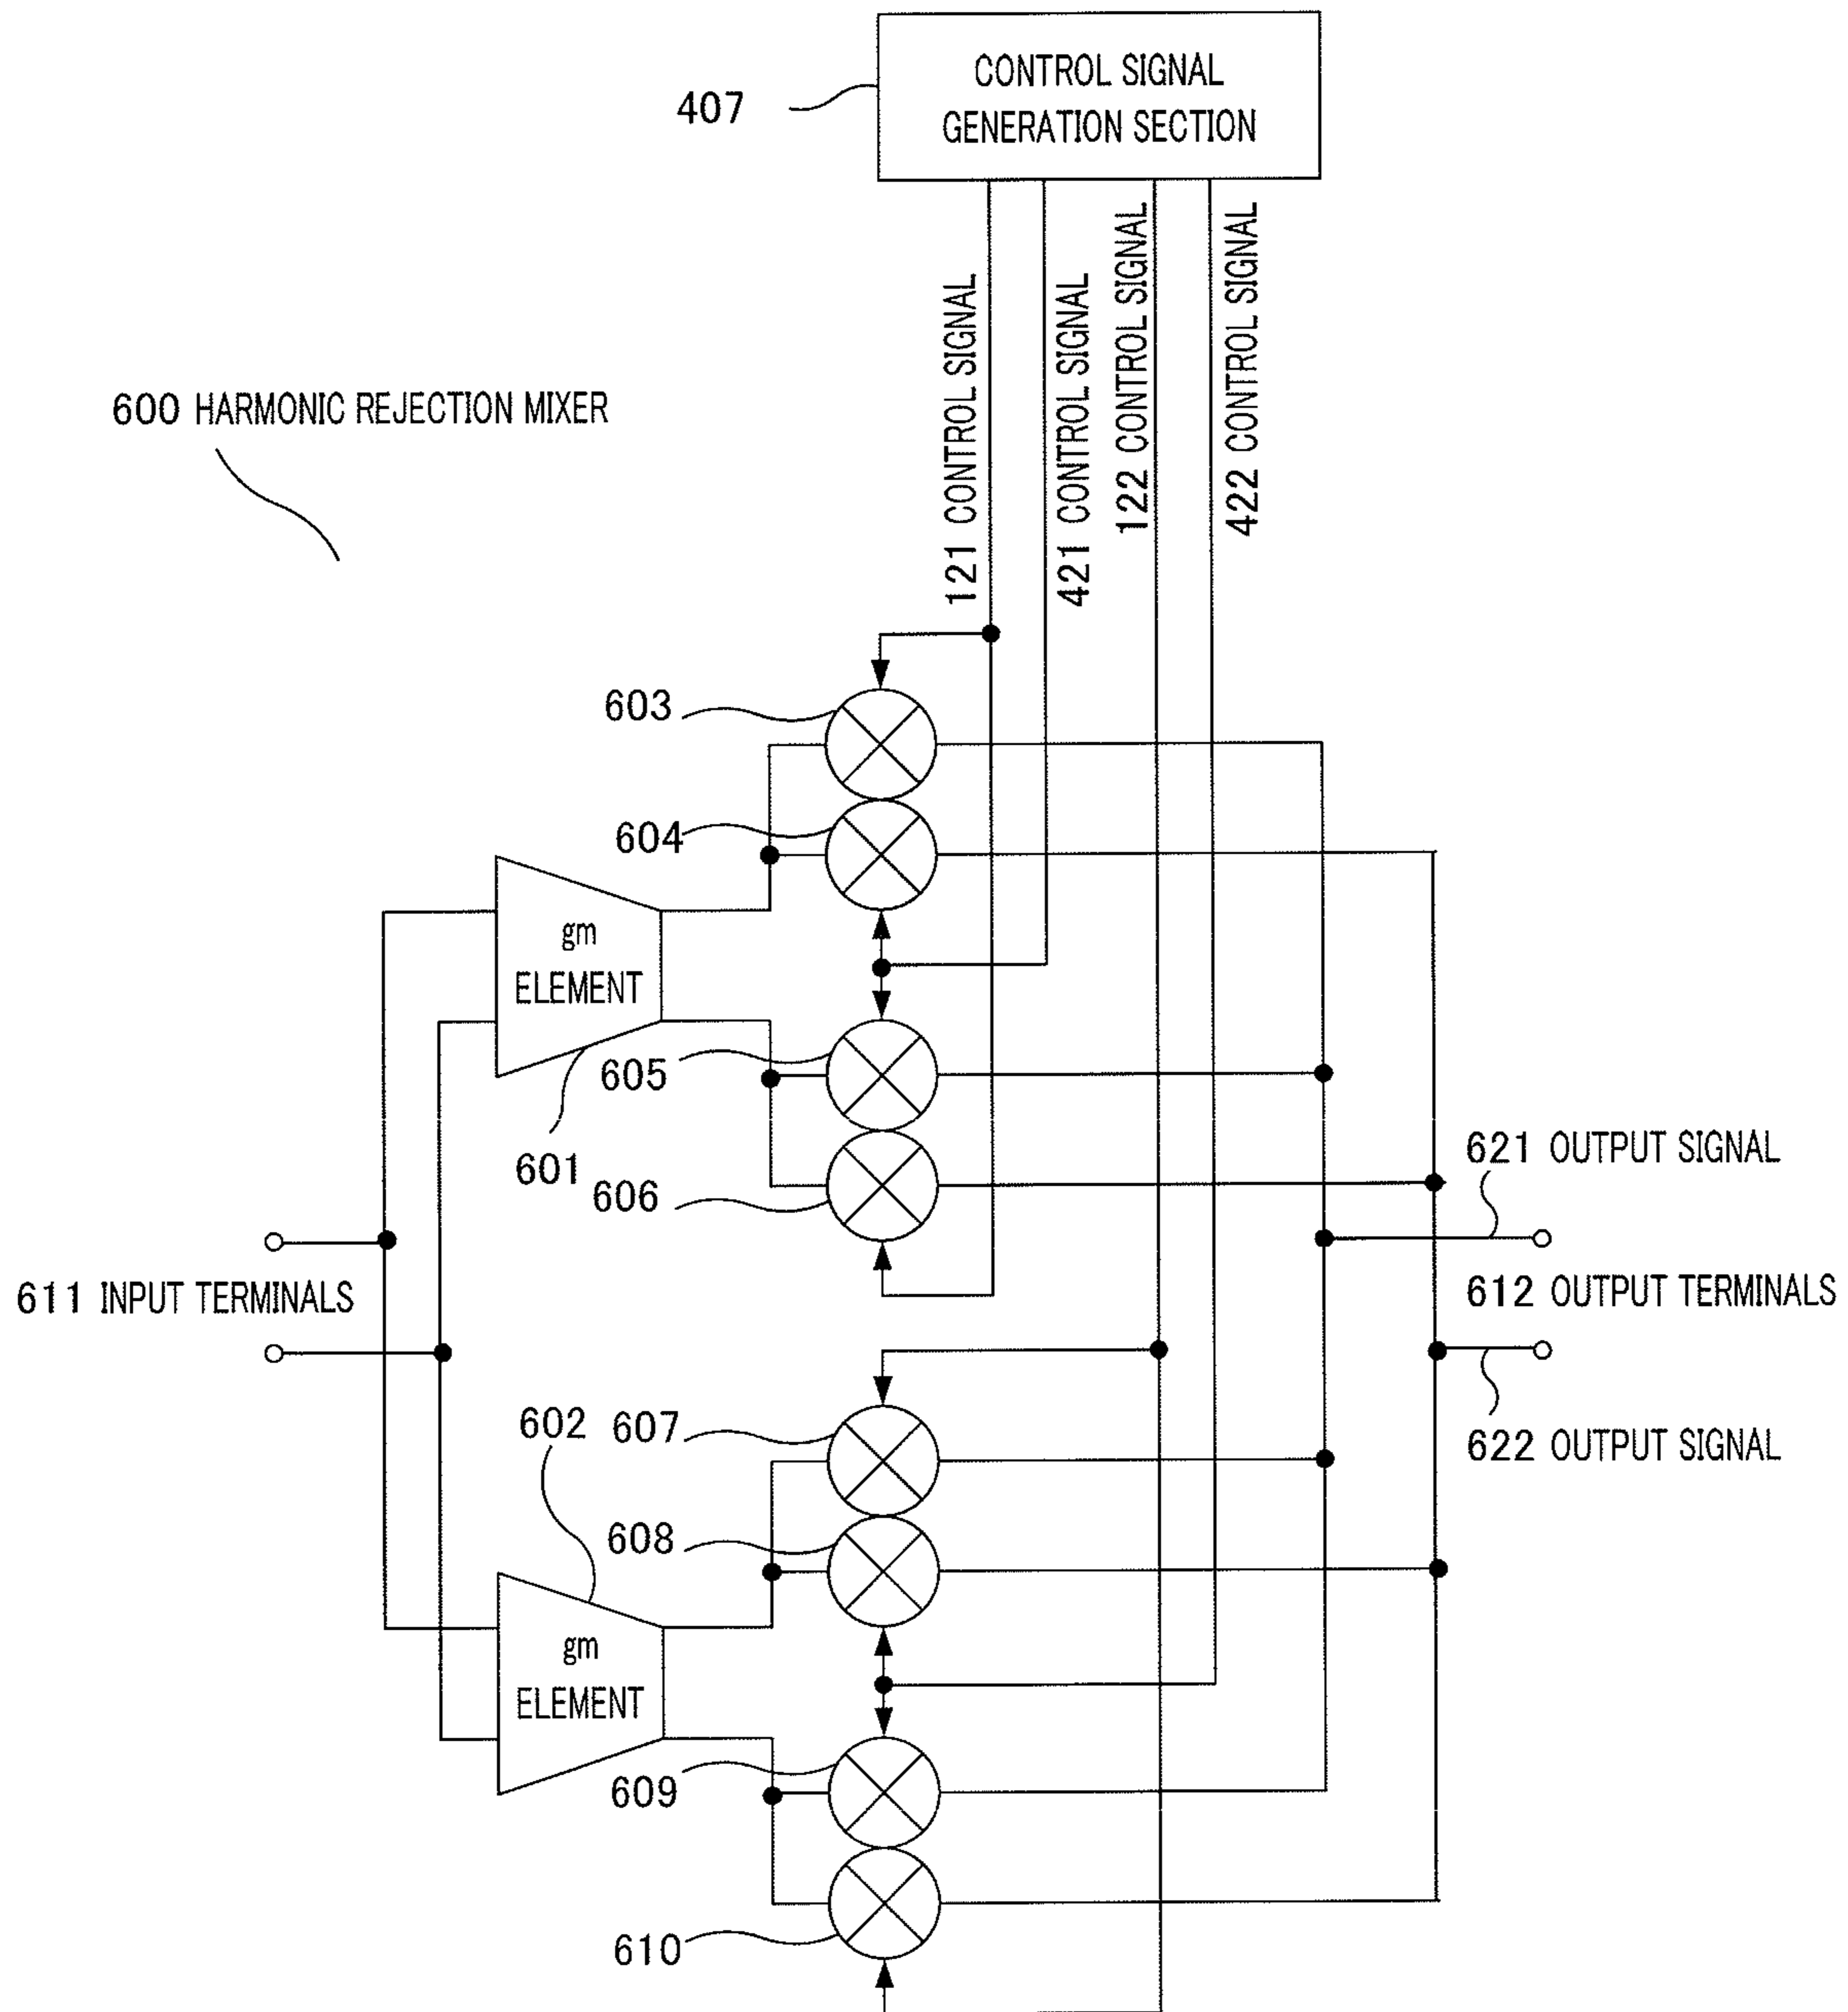 CONTROL SIGNAL
GENERATION SECTION
407
121 CONTROL SIGNAL
421 CONTROL SIGNAL
122 CONTROL SIGNAL
422 CONTROL SIGNAL
600 HARMONIC REJECTION MIXER
603
604
gm
ELEMENT
605
601
606
621 OUTPUT SIGNAL
611 INPUT TERMINALS
612 OUTPUT TERMINALS
602
607
622 OUTPUT SIGNAL
608
gm
ELEMENT
609
610